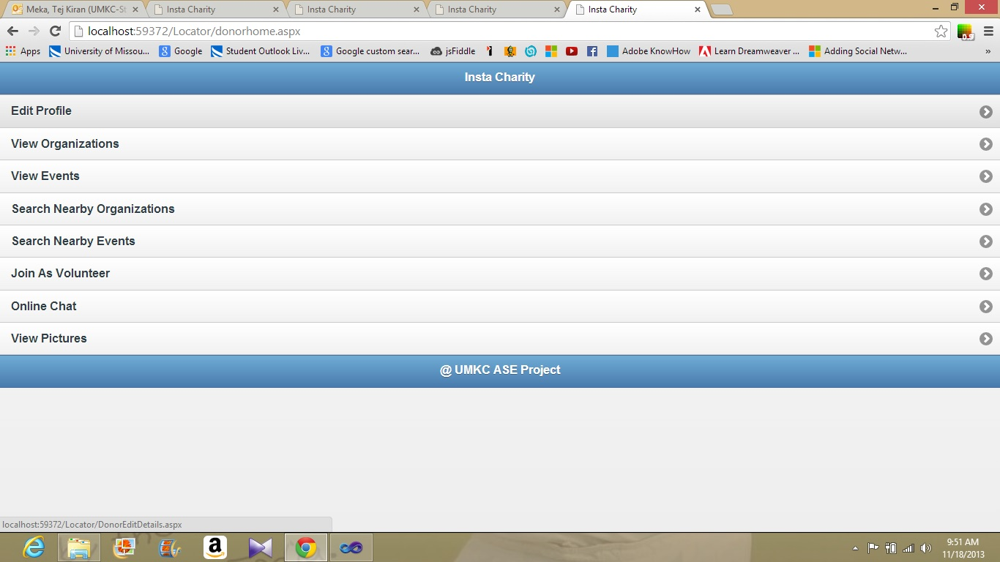 Meka, Tej Kiran (UMKC-St
Insta Charity
Insta Charity
Insta Charity
Insta Charity
localhost:59372/Locator/donorhome.aspx
Apps
University of Missou...
Google
Student Outlook Liv...
Google custom sear...
jsFiddle
Adobe KnowHow
Learn Dreamweaver ...
Adding Social Netw...
»
Insta Charity
Edit Profile
View Organizations
View Events
Search Nearby Organizations
Search Nearby Events
Join As Volunteer
Online Chat
View Pictures
@ UMKC ASE Project
localhost:59372/Locator/DonorEditDetails.aspx
9:51 AM
11/18/2013